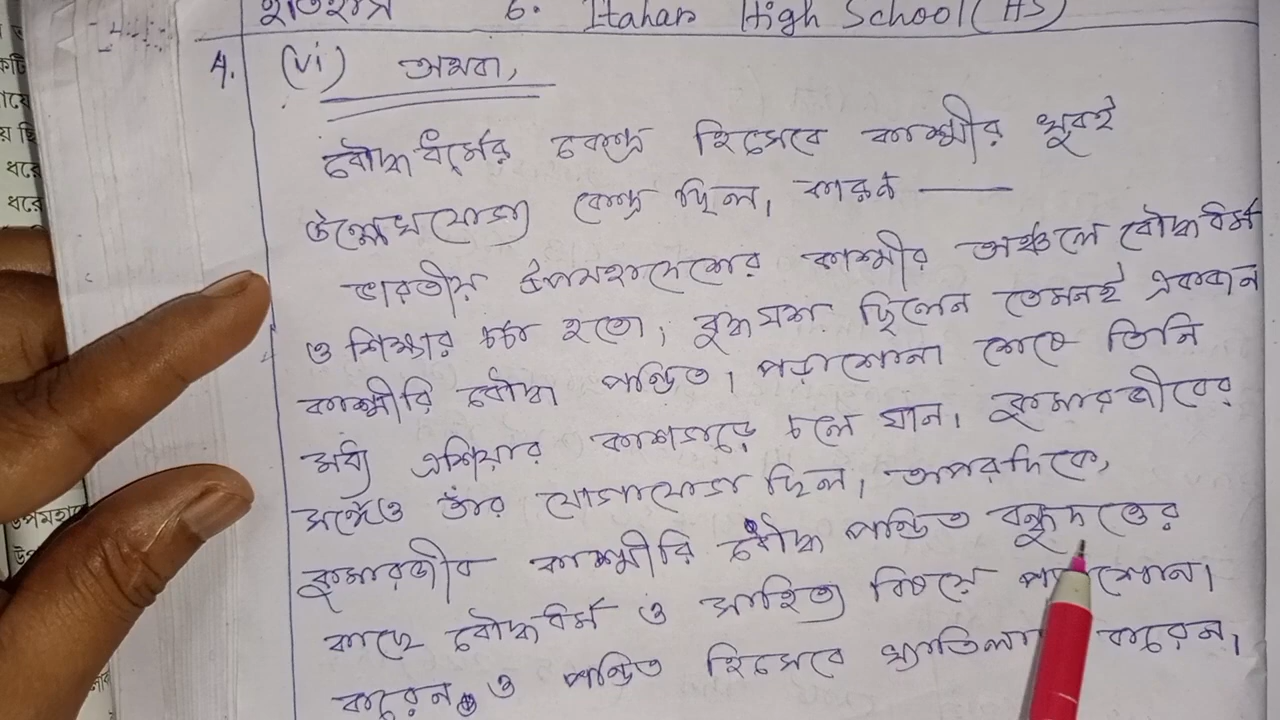 ইতিহাস 6. Itahar High School (HS)
4. (vi) অথবা,
বৌদ্ধধর্মের কেন্দ্র হিসেবে কাশ্মীর খুবই
উল্লেখযোগ্য কেন্দ্র ছিল। কারণ —
ভারতীয় উপমহাদেশের কাশ্মীর অঞ্চলে বৌদ্ধধর্ম
ও শিক্ষার চর্চা হতো। বুদ্ধযশ ছিলেন তেমনই একজন
কাশ্মীরি বৌদ্ধ পণ্ডিত। পড়াশোনা শেষে তিনি
মধ্য এশিয়ার কাশগড়ে চলে যান। কুমারজীবের
সঙ্গেও তাঁর যোগাযোগ ছিল। অপরদিকে,
কুমারজীব কাশ্মীরি বৌদ্ধ পণ্ডিত বন্ধুদত্তের
কাছে বৌদ্ধধর্ম ও সাহিত্য বিষয়ে পড়াশোনা
করেন ও পণ্ডিত হিসেবে খ্যাতিলাভ করেন।